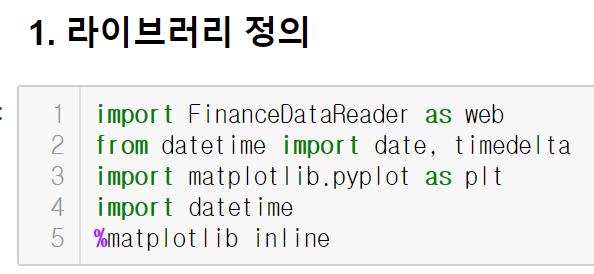 1. 라이브러리 정의
1 import FinanceDataReader as web
2 from datetime import date, timedelta
3 import matplotlib.pyplot as plt
4 import datetime
5 %matplotlib inline